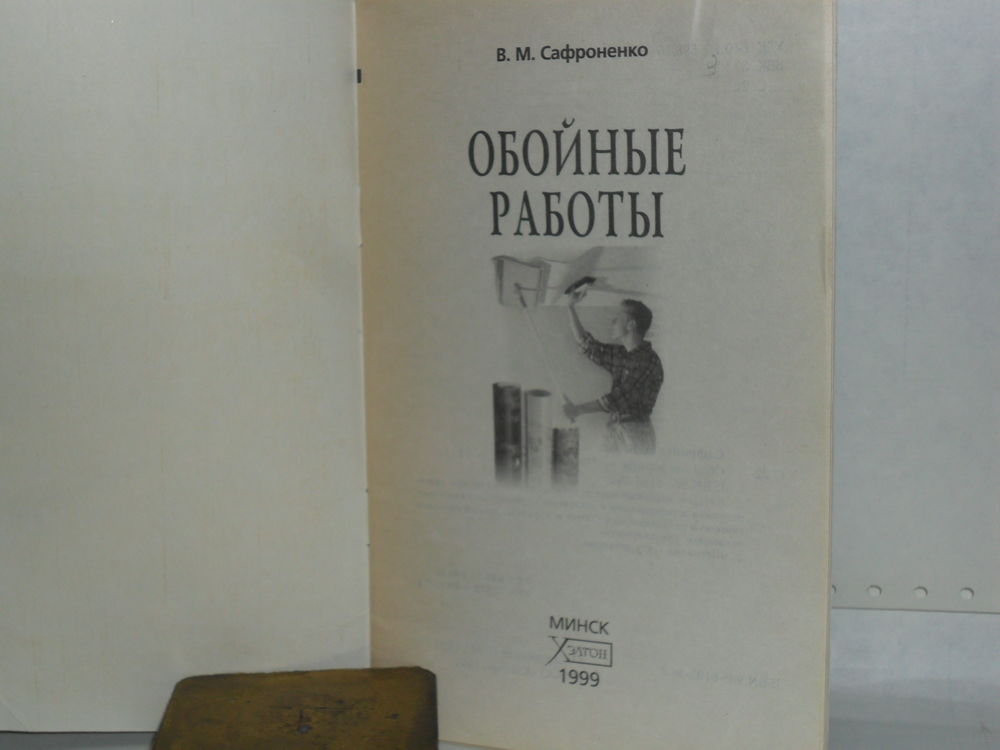 В. М. Сафроненко
ОБОЙНЫЕ
РАБОТЫ
МИНСК
ХЭЛТОН
1999